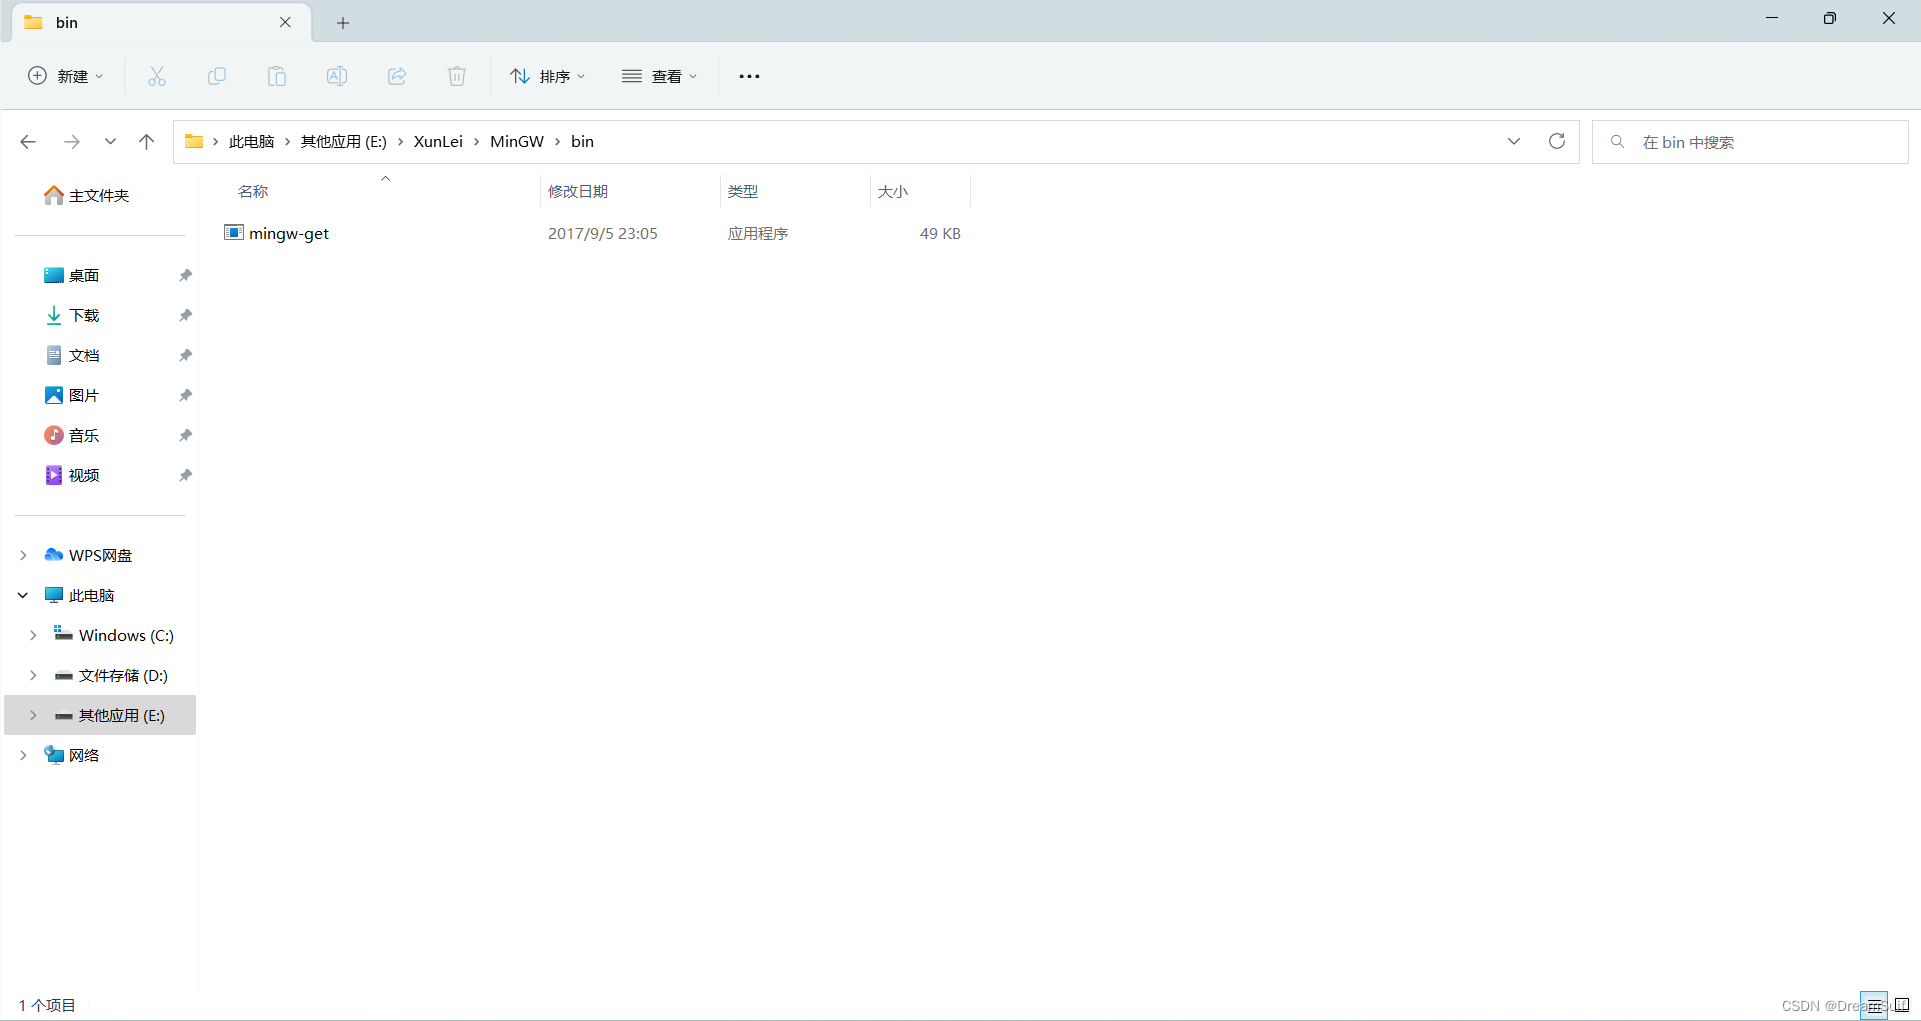 bin
新建
排序
查看
此电脑 其他应用 (E:) XunLei MinGW bin
在 bin 中搜索
名称 修改日期 类型 大小
mingw-get 2017/9/5 23:05 应用程序 49 KB
主文件夹
桌面
下载
文档
图片
音乐
视频
WPS网盘
此电脑
Windows (C:)
文件存储 (D:)
其他应用 (E:)
网络
1 个项目
CSDN